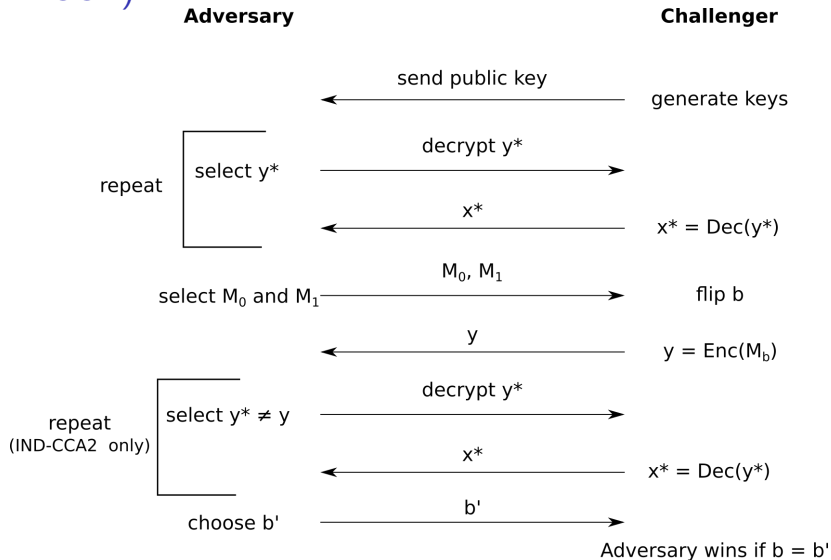 Adversary Challenger
send public key
generate keys
decrypt y*
select y*
repeat
x*
x* = Dec(y*)
M₀, M₁
select M₀ and M₁
flip b
y
y = Enc(M_b)
decrypt y*
select y* ≠ y
repeat
(IND-CCA2 only)
x*
x* = Dec(y*)
b'
choose b'
Adversary wins if b = b'